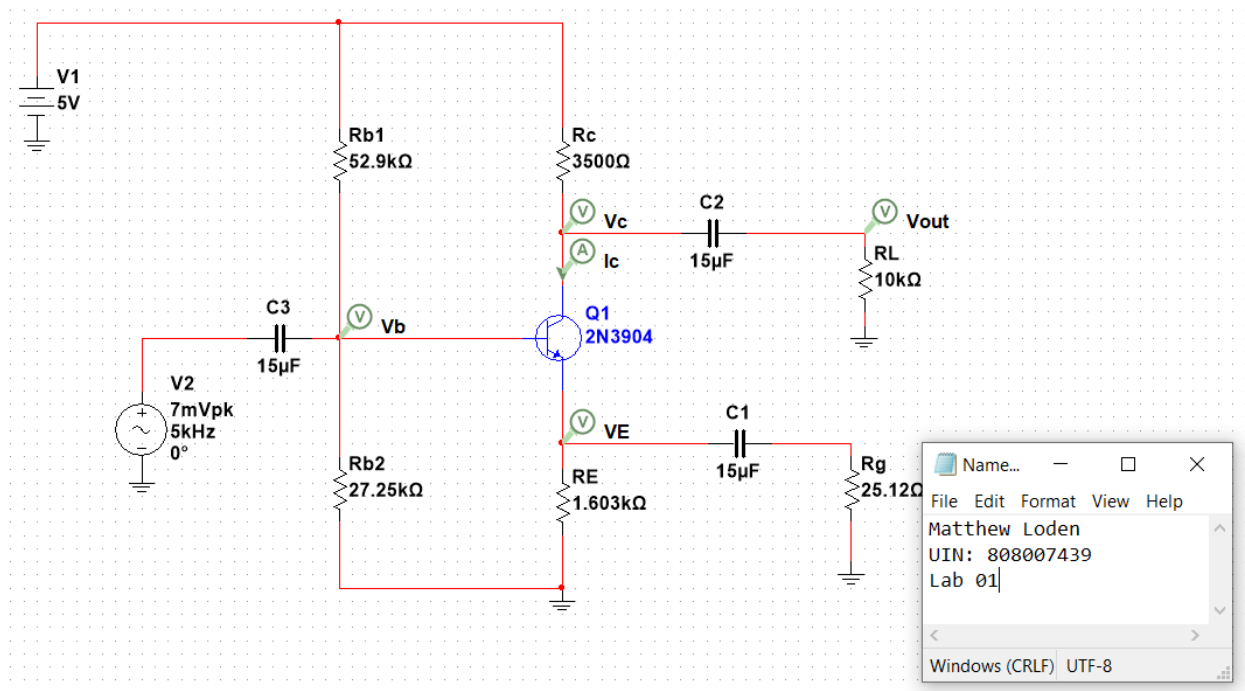 V1
5V
Rb1
52.9kΩ
Rc
3500Ω
V
Vc
A
Ic
C2
15µF
V
Vout
RL
10kΩ
C3
15µF
V
Vb
Q1
2N3904
V2
7mVpk
5kHz
0°
V
VE
C1
15µF
Rb2
27.25kΩ
RE
1.603kΩ
Rg
25.12Ω
Name...
File Edit Format View Help
Matthew Loden
UIN: 808007439
Lab 01
Windows (CRLF) UTF-8